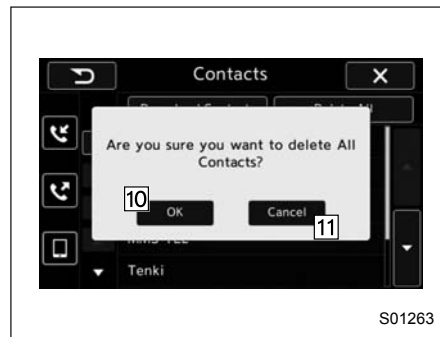 Contacts
Are you sure you want to delete All
Contacts?
10
OK
Cancel
11
Tenki
S01263